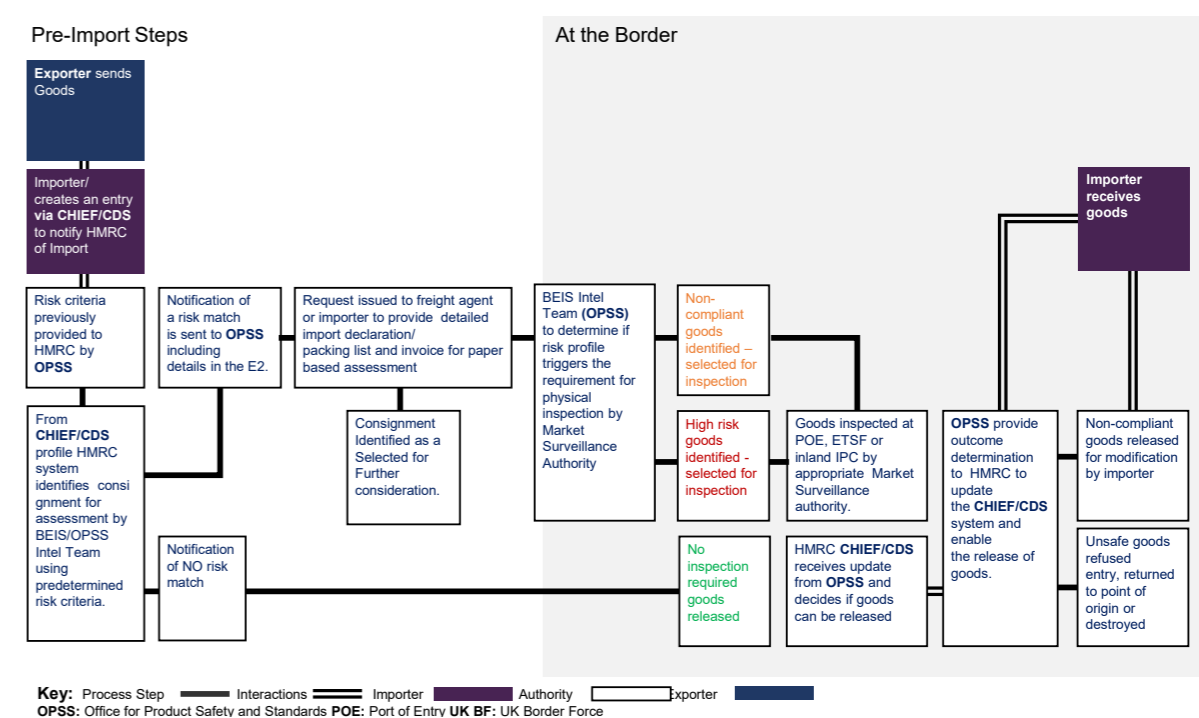 Pre-Import Steps
At the Border
Exporter sends
Goods
Importer/
creates an entry
via CHIEF/CDS
to notify HMRC
of Import
Importer
receives
goods
Risk criteria
previously
provided to
HMRC by
OPSS
Notification of
a risk match
is sent to OPSS
including
details in the E2.
Request issued to freight agent
or importer to provide detailed
import declaration/
packing list and invoice for paper
based assessment
BEIS Intel
Team (OPSS)
to determine if
risk profile
triggers the
requirement for
physical
inspection by
Market
Surveillance
Authority
Non-
compliant
goods
identified –
selected for
inspection
From
CHIEF/CDS
profile HMRC
system
identifies consi
gnment for
assessment by
BEIS/OPSS
Intel Team
using
predetermined
risk criteria.
Consignment
Identified as a
Selected for
Further
consideration.
High risk
goods
identified -
selected for
inspection
Goods inspected at
POE, ETSF or
inland IPC by
appropriate Market
Surveillance
authority.
OPSS provide
outcome
determination
to HMRC to
update
the CHIEF/CDS
system and
enable
the release of
goods.
Non-compliant
goods released
for modification
by importer
Notification
of NO risk
match
No
inspection
required
goods
released
HMRC CHIEF/CDS
receives update
from OPSS and
decides if goods
can be released
Unsafe goods
refused
entry, returned
to point of
origin or
destroyed
Key: Process Step Interactions Importer Authority Exporter
OPSS: Office for Product Safety and Standards POE: Port of Entry UK BF: UK Border Force